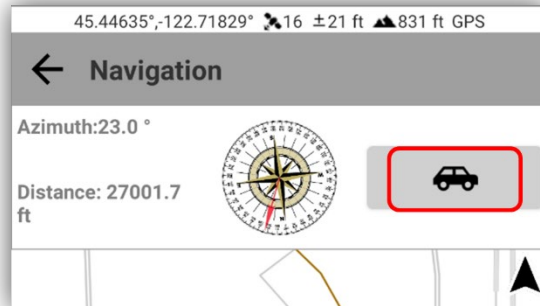 45.44635°,-122.71829° 16 ±21 ft 831 ft GPS
Navigation
Azimuth:23.0 °
Distance: 27001.7
ft